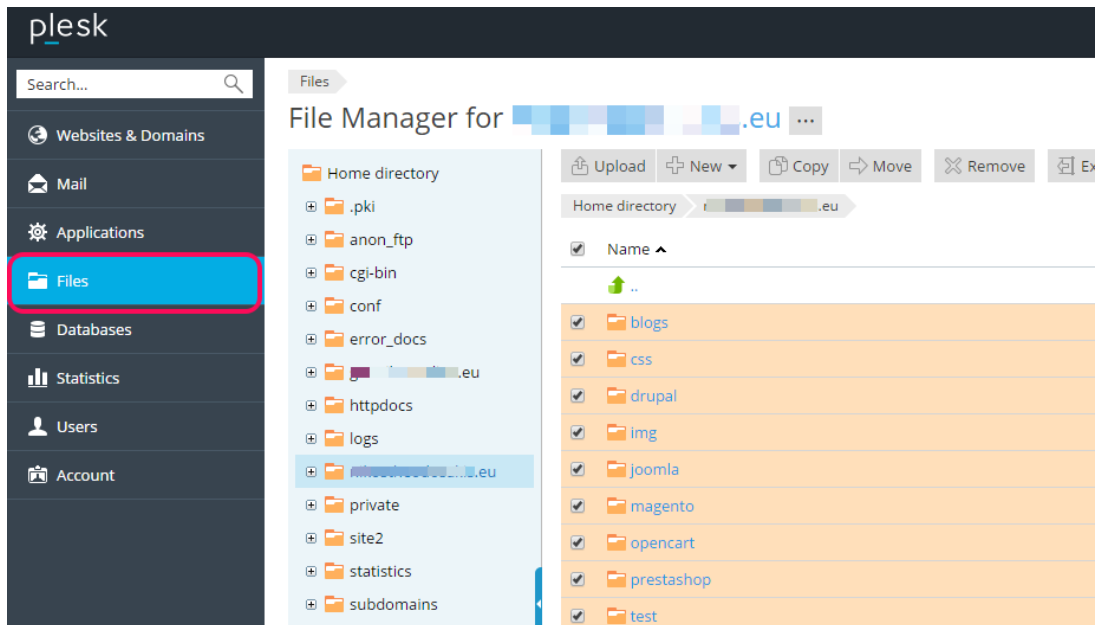 plesk
Search...
Websites & Domains
Mail
Applications
Files
Databases
Statistics
Users
Account
Files
File Manager for .eu ...
Home directory
.pki
anon_ftp
cgi-bin
conf
error_docs
.eu
httpdocs
logs
.eu
private
site2
statistics
subdomains
Upload New Copy Move Remove
Home directory .eu
Name
..
blogs
css
drupal
img
joomla
magento
opencart
prestashop
test